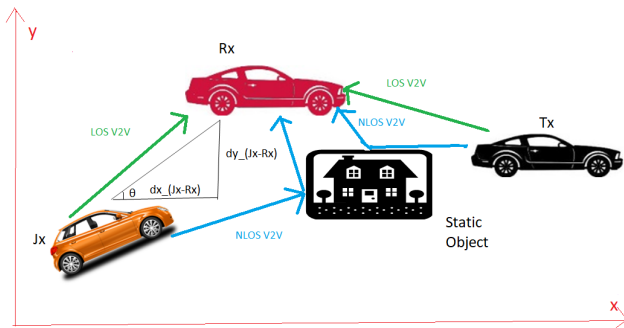 y
Rx
LOS V2V
Tx
NLOS V2V
LOS V2V
dy_(Jx-Rx)
θ
dx_(Jx-Rx)
Jx
NLOS V2V
Static
Object
x